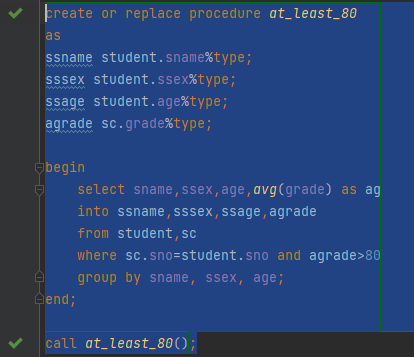 create or replace procedure at_least_80
as
ssname student.sname%type;
sssex student.ssex%type;
ssage student.age%type;
agrade sc.grade%type;
begin
select sname,ssex,age,avg(grade) as ag
into ssname,sssex,ssage,agrade
from student,sc
where sc.sno=student.sno and agrade>80
group by sname, ssex, age;
end;
call at_least_80();